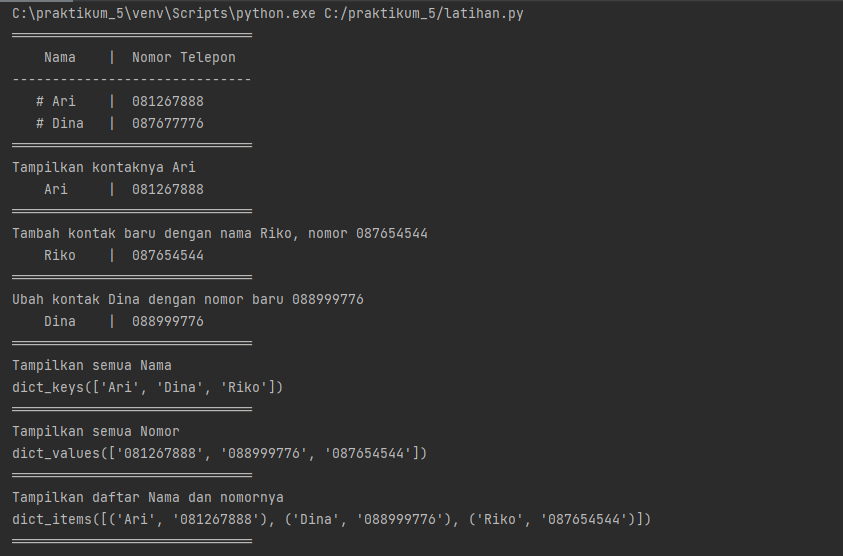 C:\praktikum_5\venv\Scripts\python.exe C:/praktikum_5/latihan.py
==============================
    Nama    |  Nomor Telepon
------------------------------
   # Ari    |  081267888
   # Dina   |  087677776
==============================
Tampilkan kontaknya Ari
    Ari     |  081267888
==============================
Tambah kontak baru dengan nama Riko, nomor 087654544
    Riko    |  087654544
==============================
Ubah kontak Dina dengan nomor baru 088999776
    Dina    |  088999776
==============================
Tampilkan semua Nama
dict_keys(['Ari', 'Dina', 'Riko'])
==============================
Tampilkan semua Nomor
dict_values(['081267888', '088999776', '087654544'])
==============================
Tampilkan daftar Nama dan nomornya
dict_items([('Ari', '081267888'), ('Dina', '088999776'), ('Riko', '087654544')])
==============================